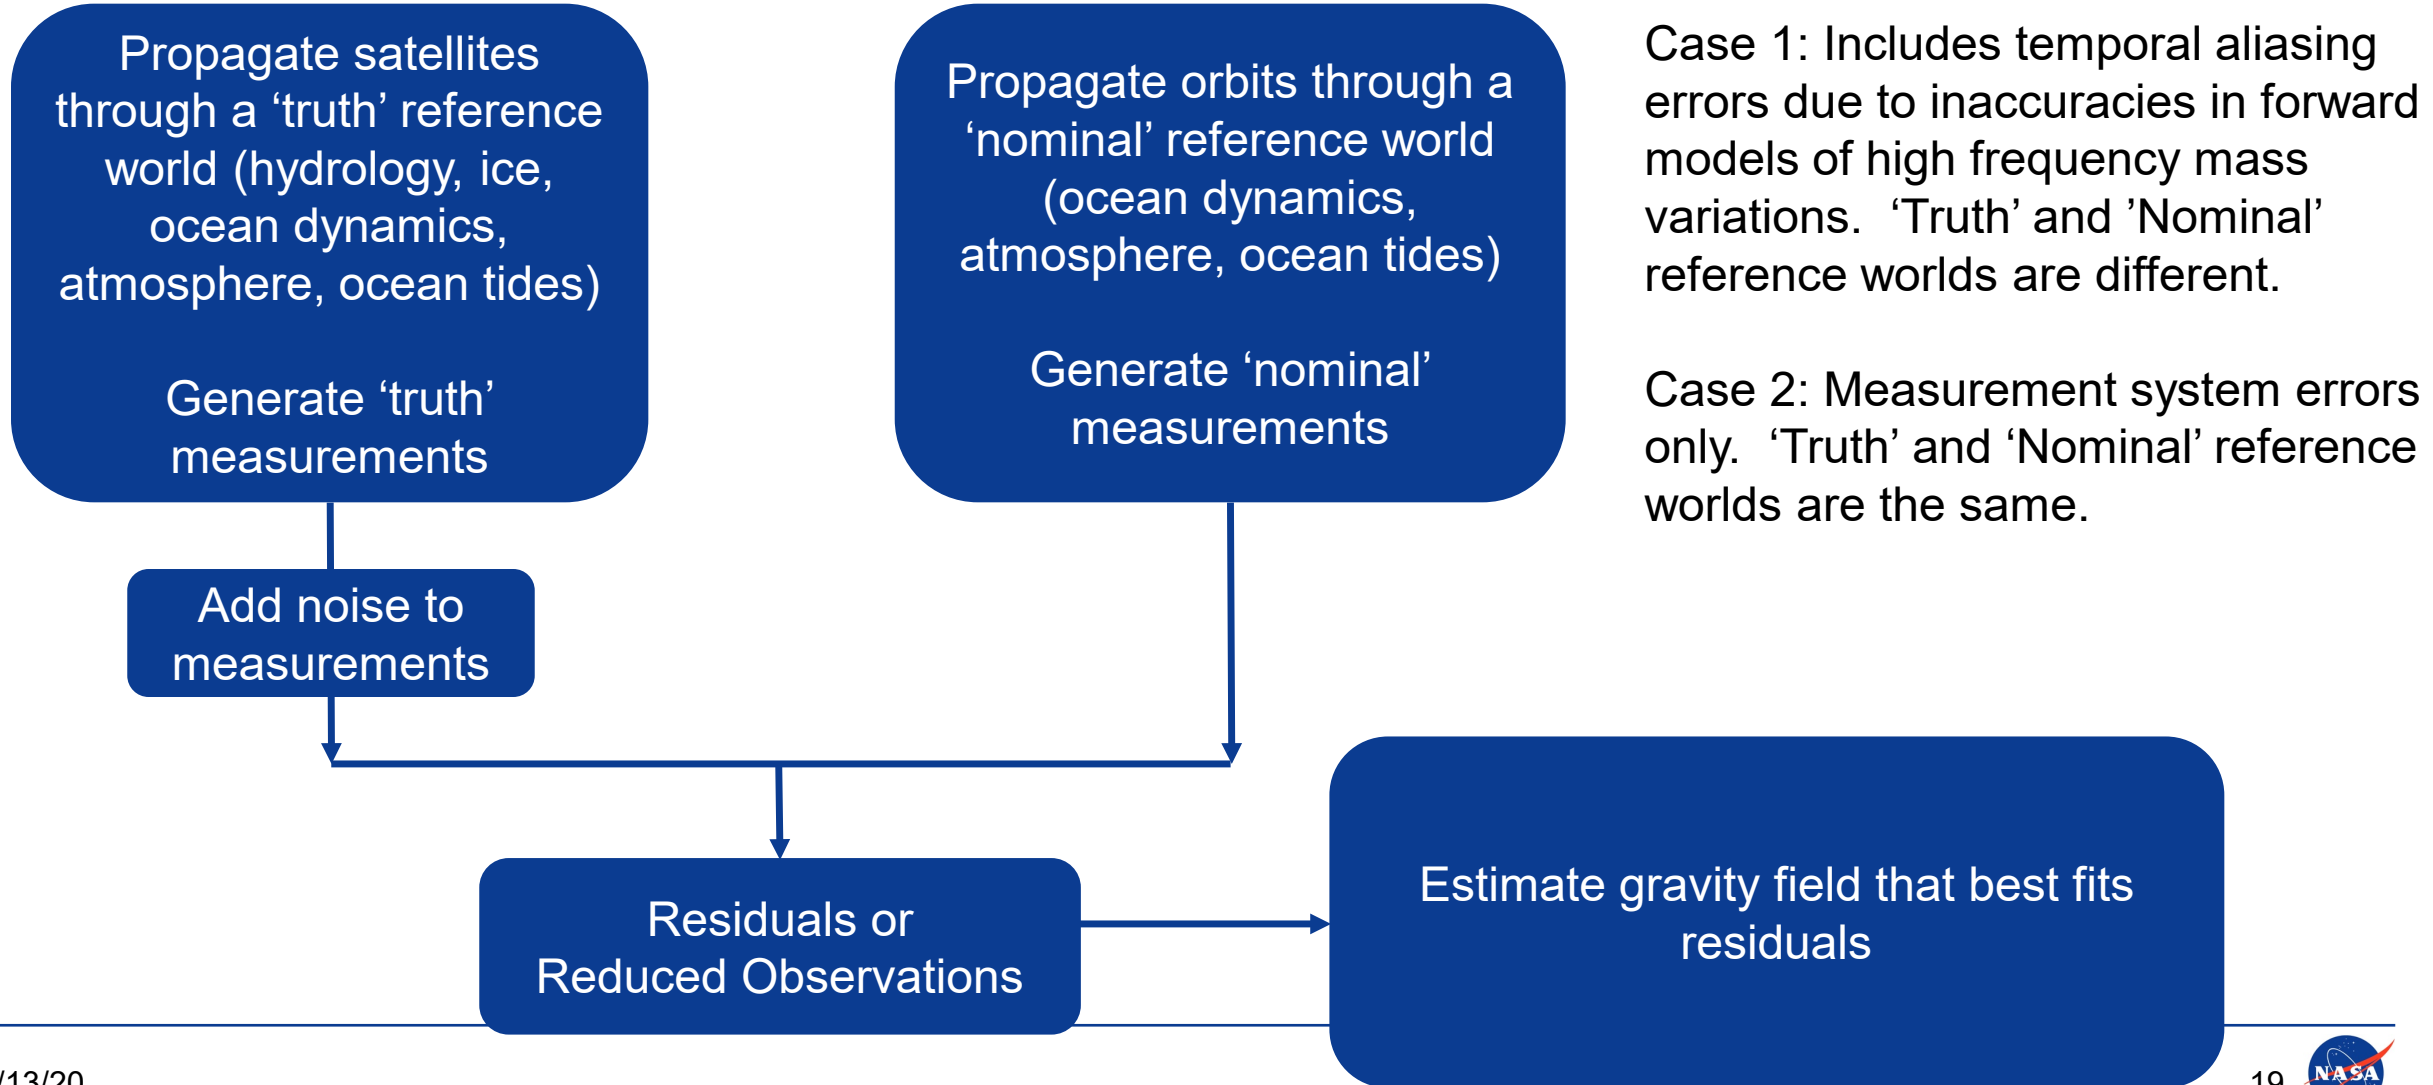 Propagate satellites
through a ‘truth’ reference
world (hydrology, ice,
ocean dynamics,
atmosphere, ocean tides)
Generate ‘truth’
measurements
Propagate orbits through a
‘nominal’ reference world
(ocean dynamics,
atmosphere, ocean tides)
Generate ‘nominal’
measurements
Case 1: Includes temporal aliasing
errors due to inaccuracies in forward
models of high frequency mass
variations.  ‘Truth’ and ’Nominal’
reference worlds are different.
Case 2: Measurement system errors
only.  ‘Truth’ and ‘Nominal’ reference
worlds are the same.
Add noise to
measurements
Residuals or
Reduced Observations
Estimate gravity field that best fits
residuals
/13/20
19
NASA